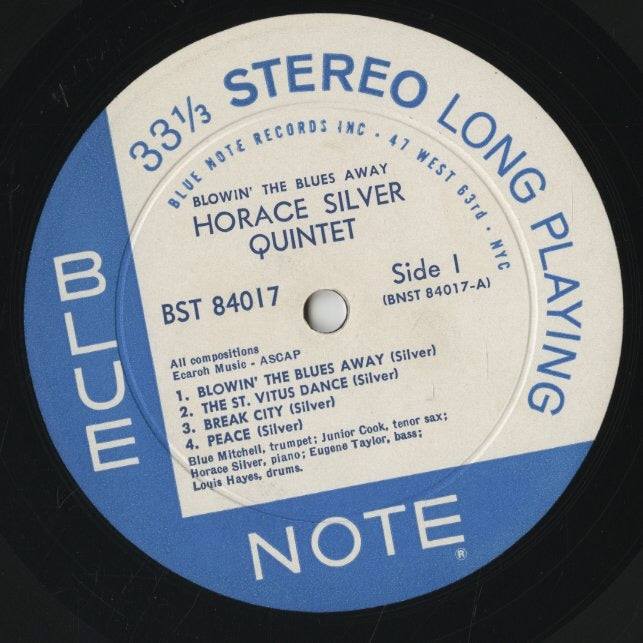 33 1/3 STEREO LONG PLAYING
BLUE NOTE RECORDS INC · 47 WEST 63rd · NYC
BLOWIN' THE BLUES AWAY
HORACE SILVER
QUINTET
BST 84017
Side 1
(BNST 84017-A)
All compositions
Ecaroh Music - ASCAP
1. BLOWIN' THE BLUES AWAY (Silver)
2. THE ST. VITUS DANCE (Silver)
3. BREAK CITY (Silver)
4. PEACE (Silver)
Blue Mitchell, trumpet; Junior Cook, tenor sax;
Horace Silver, piano; Eugene Taylor, bass;
Louis Hayes, drums.
BLUE
NOTE ®